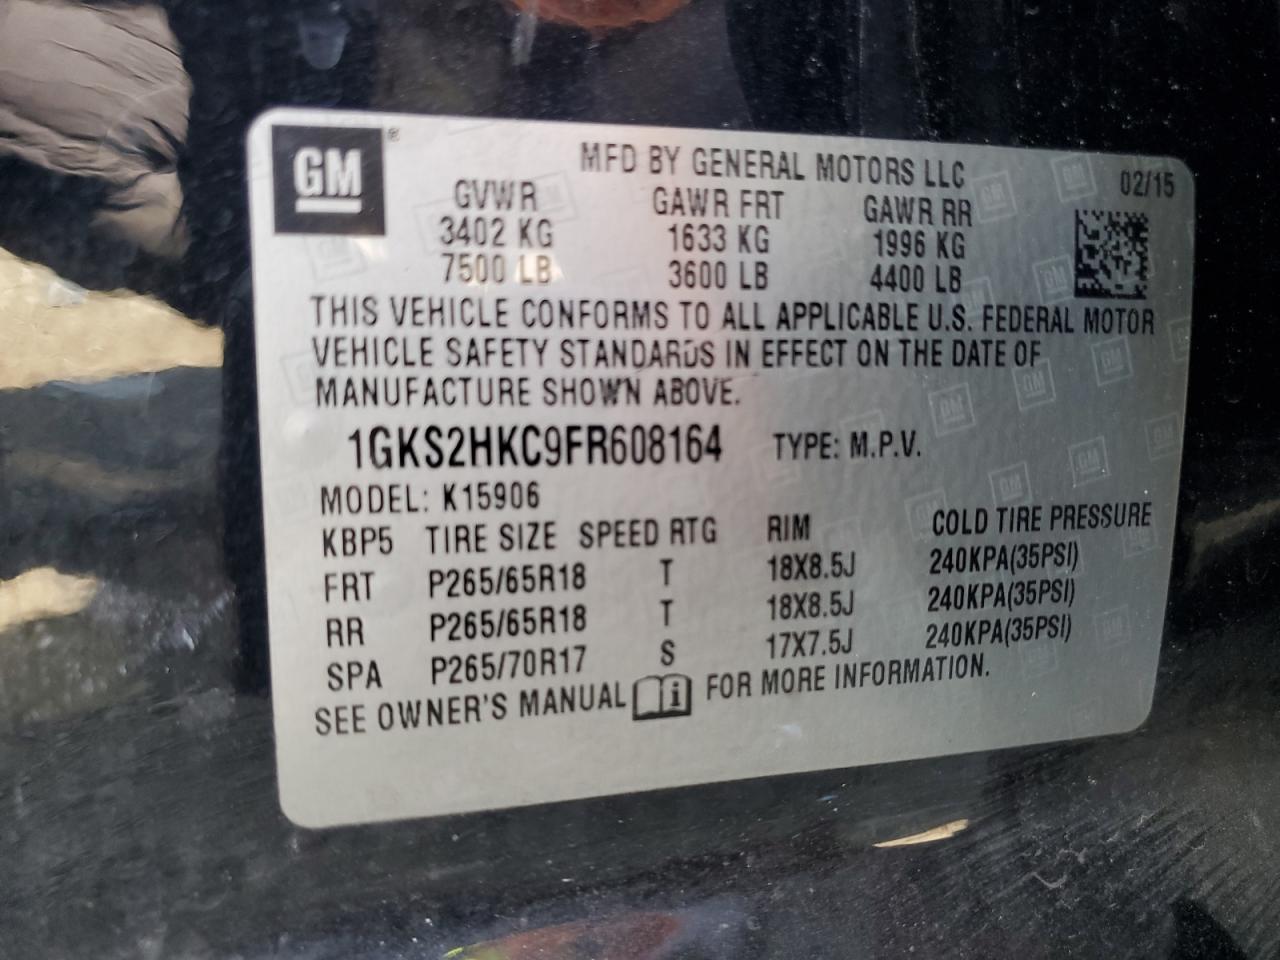 GM ®
MFD BY GENERAL MOTORS LLC
02/15
GVWR GAWR FRT GAWR RR
3402 KG 1633 KG 1996 KG
7500 LB 3600 LB 4400 LB
THIS VEHICLE CONFORMS TO ALL APPLICABLE U.S. FEDERAL MOTOR
VEHICLE SAFETY STANDARDS IN EFFECT ON THE DATE OF
MANUFACTURE SHOWN ABOVE.
1GKS2HKC9FR608164 TYPE: M.P.V.
MODEL: K15906
KBP5 TIRE SIZE SPEED RTG RIM COLD TIRE PRESSURE
FRT P265/65R18 T 18X8.5J 240KPA(35PSI)
RR P265/65R18 T 18X8.5J 240KPA(35PSI)
SPA P265/70R17 S 17X7.5J 240KPA(35PSI)
SEE OWNER'S MANUAL i FOR MORE INFORMATION.